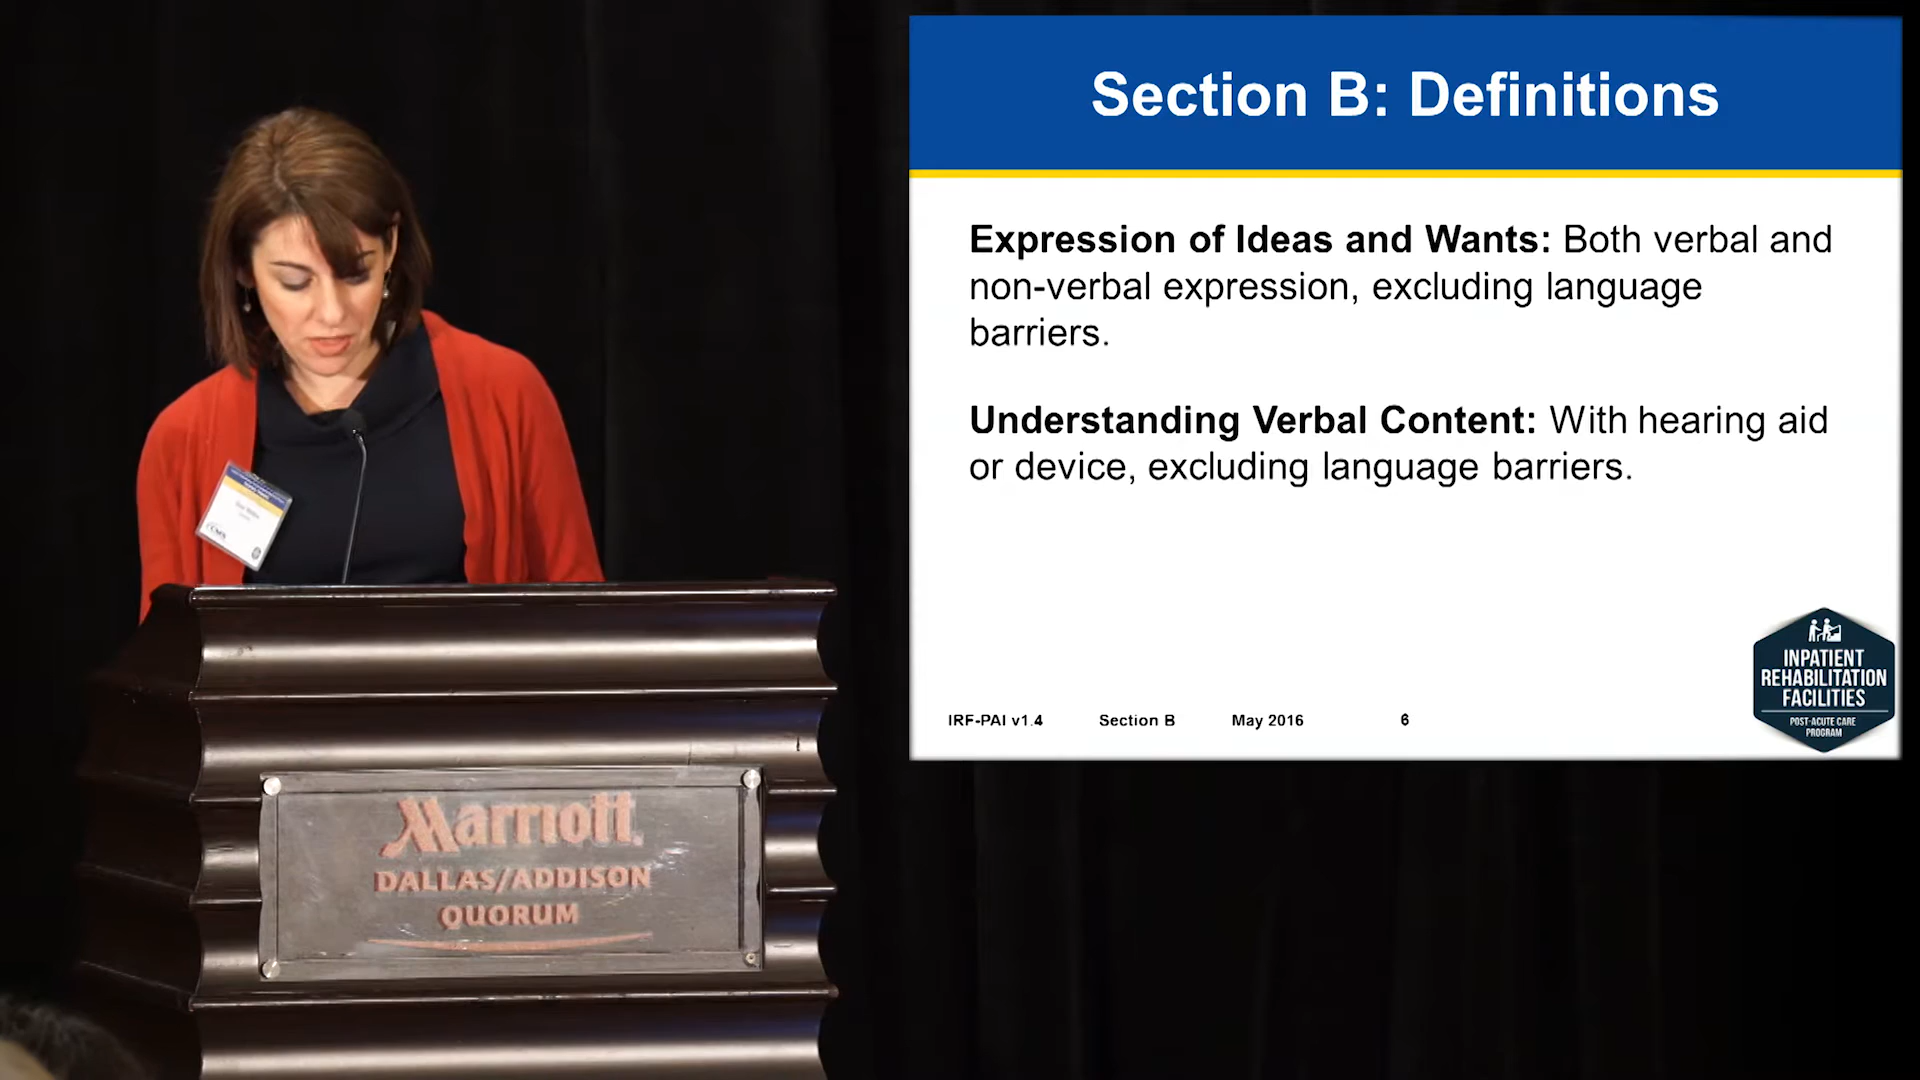 Section B: Definitions
Expression of Ideas and Wants: Both verbal and
non-verbal expression, excluding language
barriers.
Understanding Verbal Content: With hearing aid
or device, excluding language barriers.
INPATIENT
REHABILITATION
FACILITIES
POST-ACUTE CARE
PROGRAM
IRF-PAI v1.4 Section B May 2016 6
CMS
Marriott
DALLAS/ADDISON
QUORUM